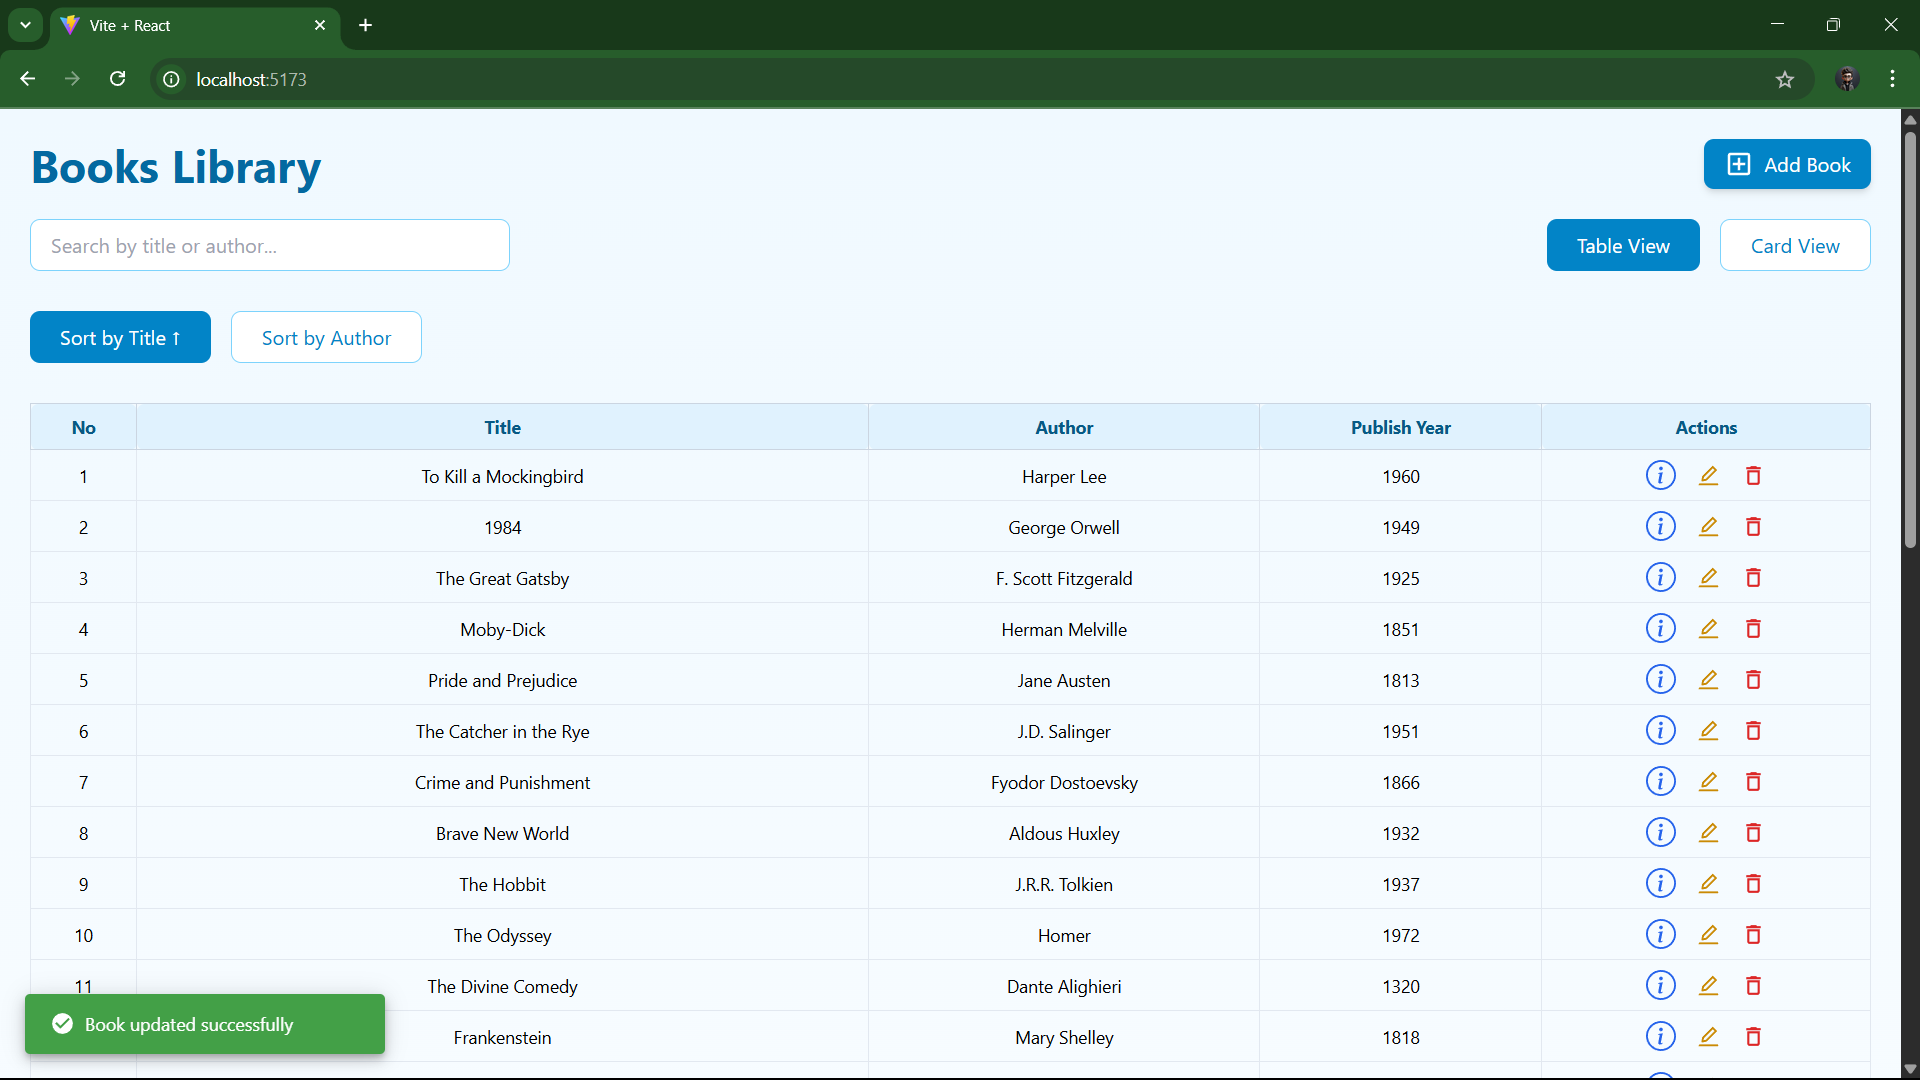 Vite + React
localhost:5173
Books Library
Add Book
Search by title or author...
Table View Card View
Sort by Title ↑ Sort by Author
No Title Author Publish Year Actions
1 To Kill a Mockingbird Harper Lee 1960
2 1984 George Orwell 1949
3 The Great Gatsby F. Scott Fitzgerald 1925
4 Moby-Dick Herman Melville 1851
5 Pride and Prejudice Jane Austen 1813
6 The Catcher in the Rye J.D. Salinger 1951
7 Crime and Punishment Fyodor Dostoevsky 1866
8 Brave New World Aldous Huxley 1932
9 The Hobbit J.R.R. Tolkien 1937
10 The Odyssey Homer 1972
11 The Divine Comedy Dante Alighieri 1320
Frankenstein Mary Shelley 1818
Book updated successfully